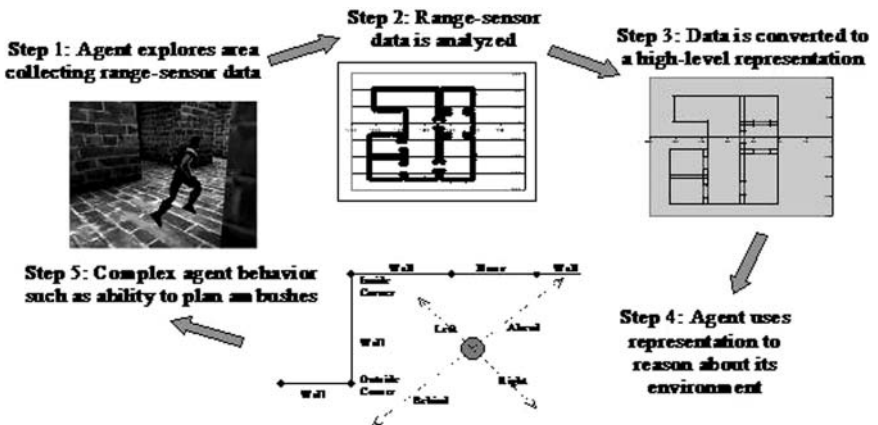 Step 1: Agent explores area
collecting range-sensor data
Step 2: Range-sensor
data is analyzed
Step 3: Data is converted to
a high-level representation
Step 4: Agent uses
representation to
reason about its
environment
Step 5: Complex agent behavior
such as ability to plan ambushes
Wall
Wall
Inside
Corner
Left
Ahead
Wall
Right
Outside
Corner
Wall
Behind